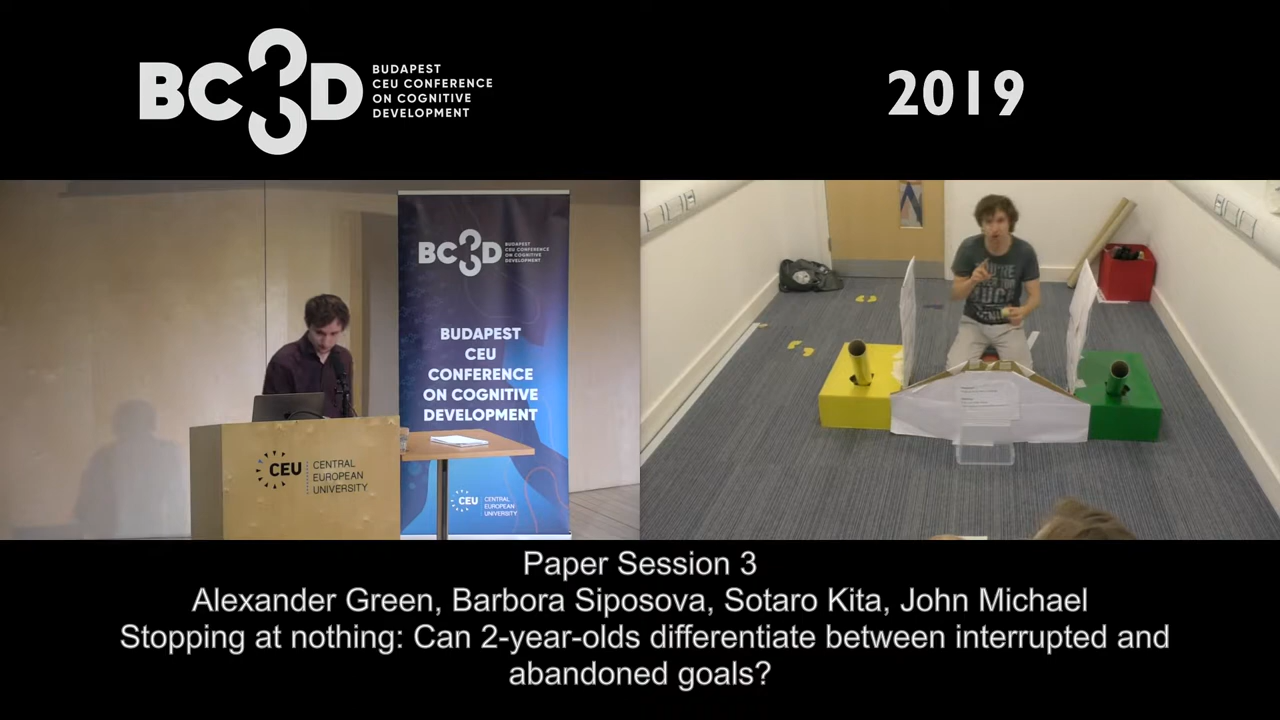 BC3D
BUDAPEST
CEU CONFERENCE
ON COGNITIVE
DEVELOPMENT
2019
BC3D
BUDAPEST
CEU CONFERENCE
ON COGNITIVE
DEVELOPMENT
BUDAPEST
CEU
CONFERENCE
ON COGNITIVE
DEVELOPMENT
CEU
CENTRAL
EUROPEAN
UNIVERSITY
CEU
CENTRAL
EUROPEAN
UNIVERSITY
Paper Session 3
Alexander Green, Barbora Siposova, Sotaro Kita, John Michael
Stopping at nothing: Can 2-year-olds differentiate between interrupted and
abandoned goals?